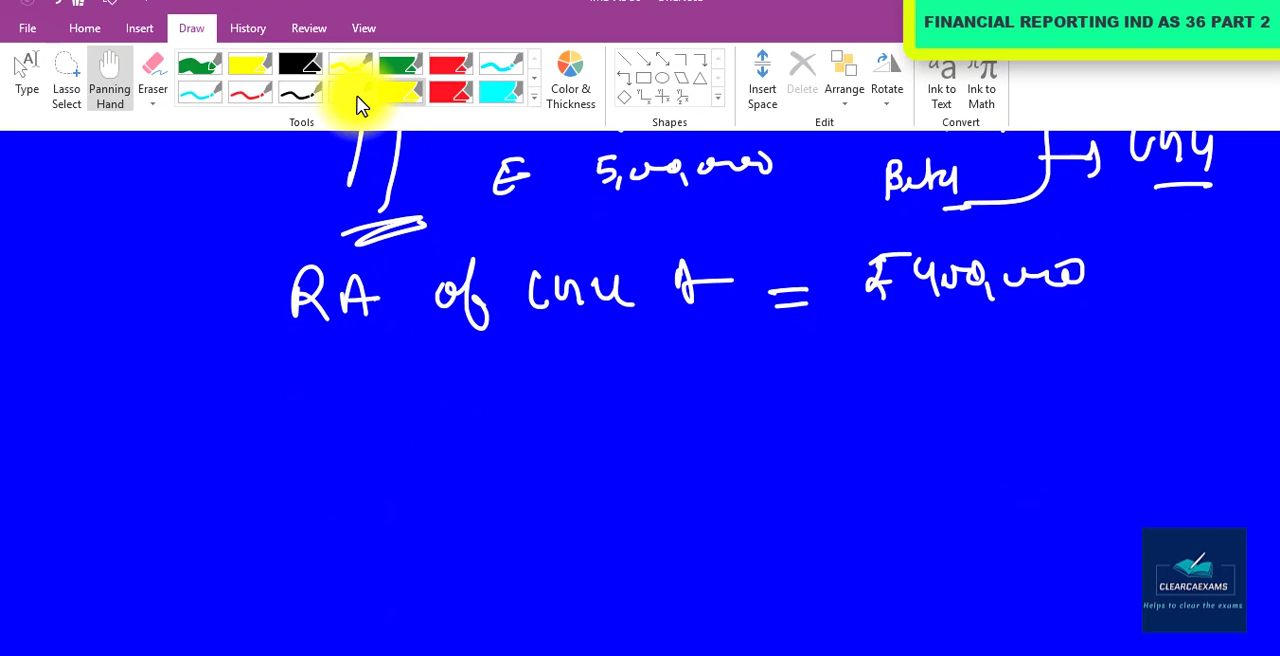 FINANCIAL REPORTING IND AS 36 PART 2
File Home Insert Draw History Review View
Type
Lasso Select
Panning Hand
Eraser
Color & Thickness
Insert Space
Delete
Arrange
Rotate
Ink to Text
Ink to Math
Tools
Shapes
Edit
Convert
E 5,00,000
Beta
CGU
RA of CGU A = ₹ 400,000
CLEARCAEXAMS
Helps to clear the exams